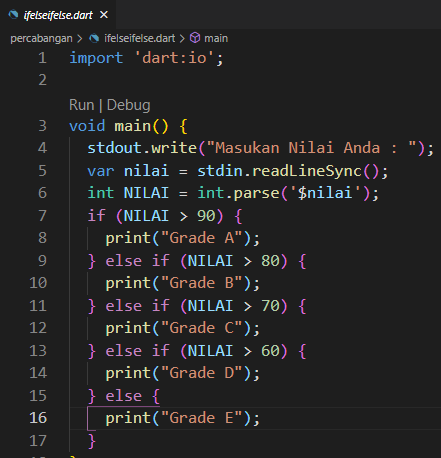 ifelseifelse.dart ×
percabangan > ifelseifelse.dart > main
1 import 'dart:io';
2
Run | Debug
3 void main() {
4 stdout.write("Masukan Nilai Anda : ");
5 var nilai = stdin.readLineSync();
6 int NILAI = int.parse('$nilai');
7 if (NILAI > 90) {
8 print("Grade A");
9 } else if (NILAI > 80) {
10 print("Grade B");
11 } else if (NILAI > 70) {
12 print("Grade C");
13 } else if (NILAI > 60) {
14 print("Grade D");
15 } else {
16 print("Grade E");
17 }